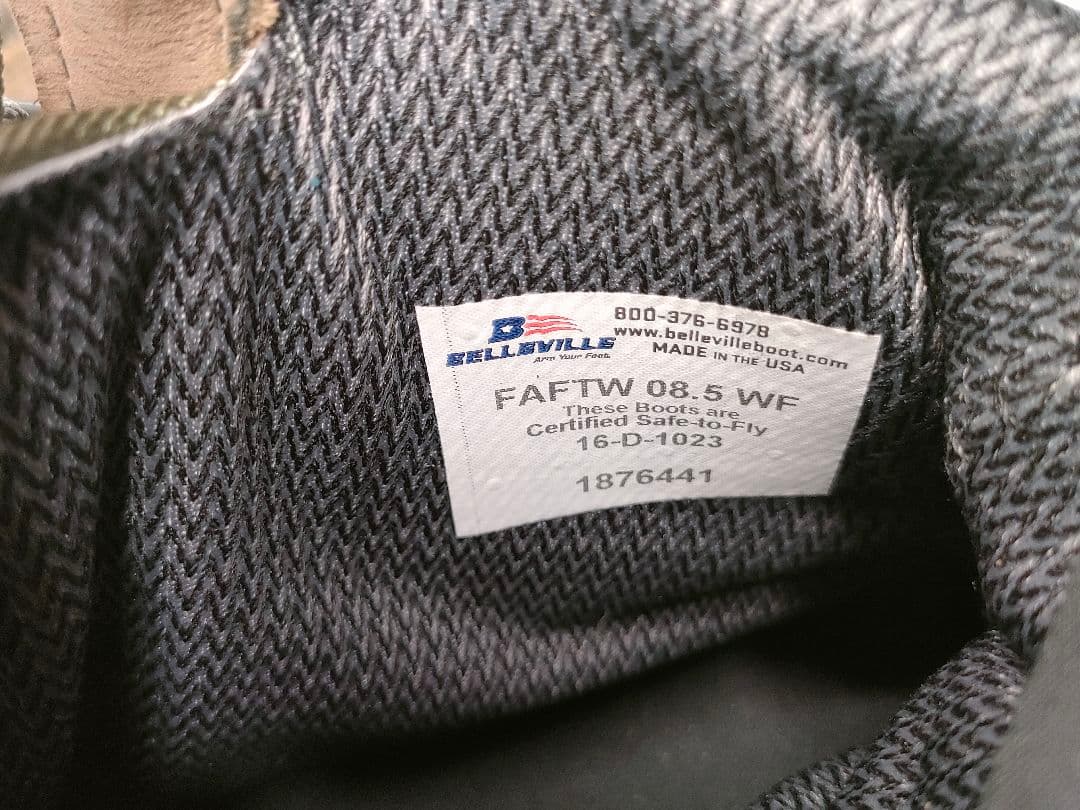 BELLEVILLE
Arm Your Feet.
800-376-6978
www.bellevilleboot.com
MADE IN THE USA
FAFTW 08.5 WF
These Boots are
Certified Safe-to-Fly
16-D-1023
1876441